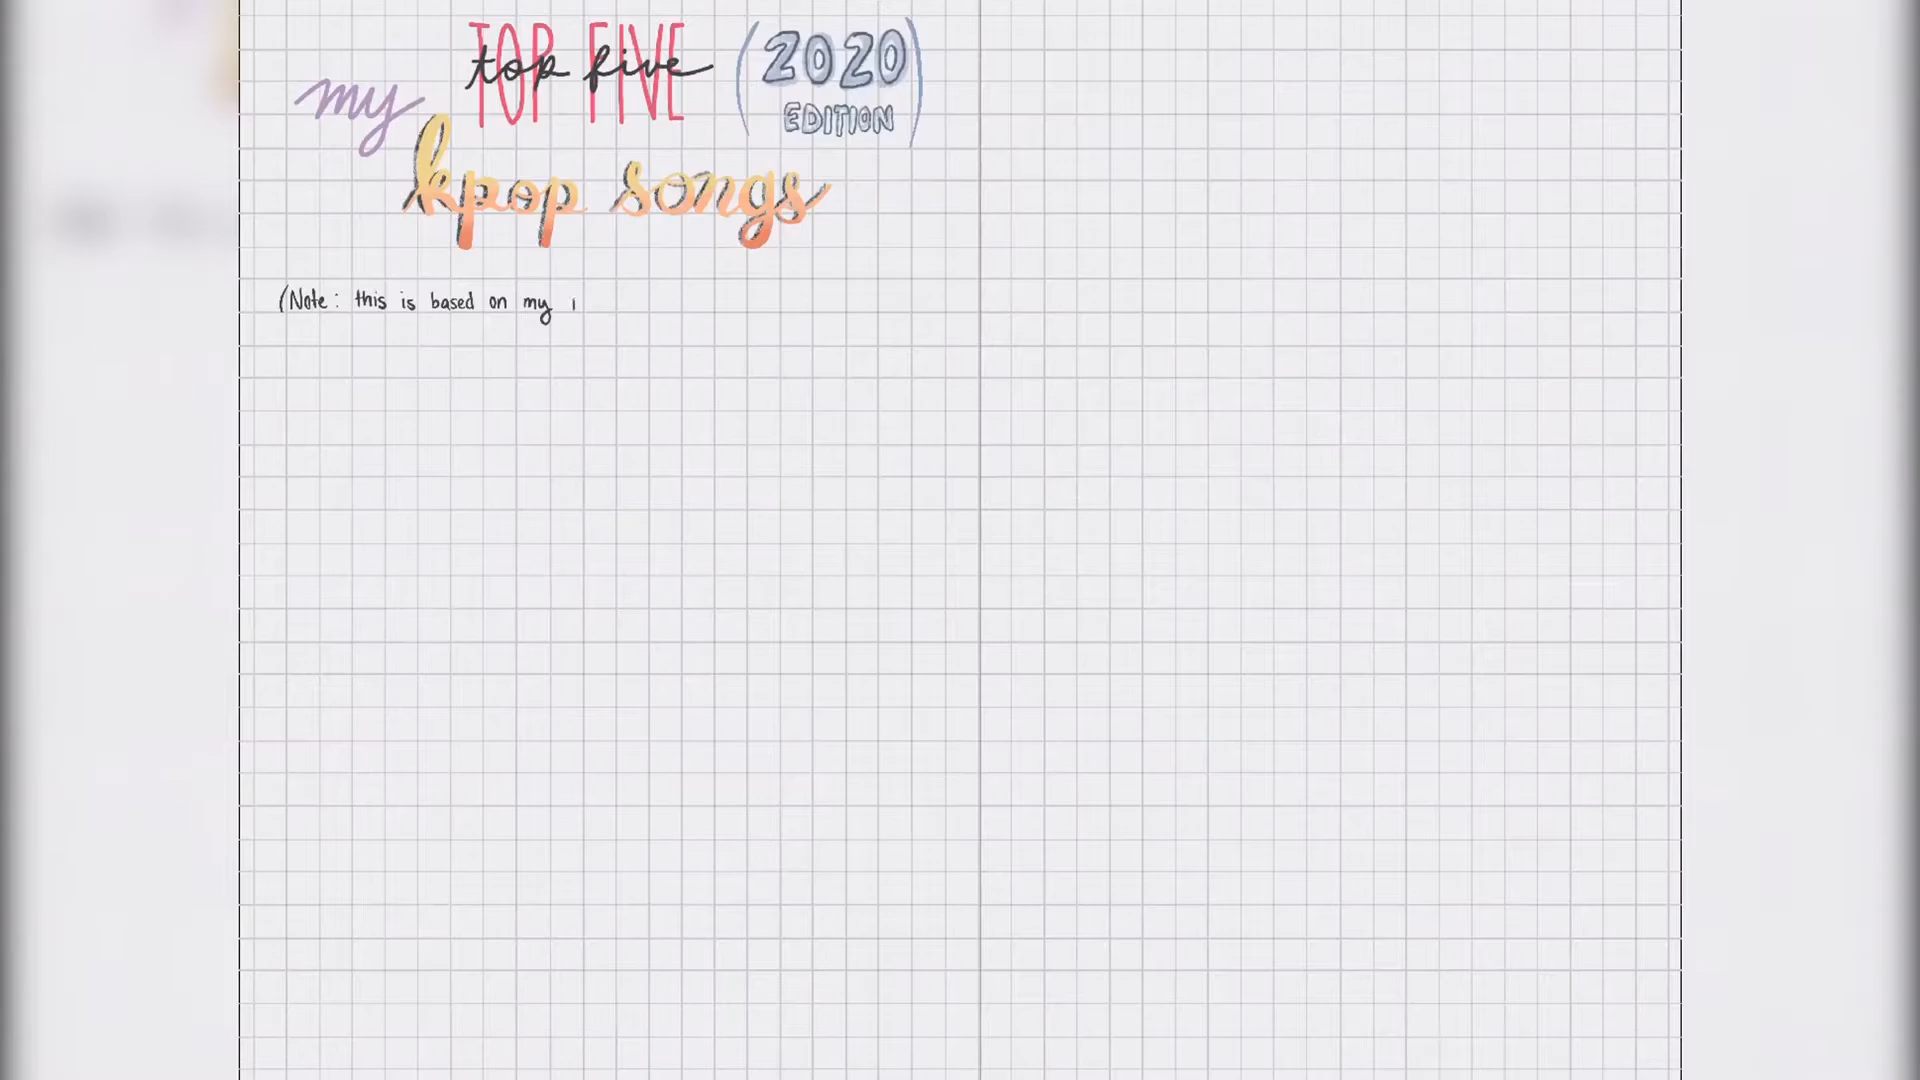 my TOP FIVE top five (2020
EDITION)
kpop songs
(Note: this is based on my